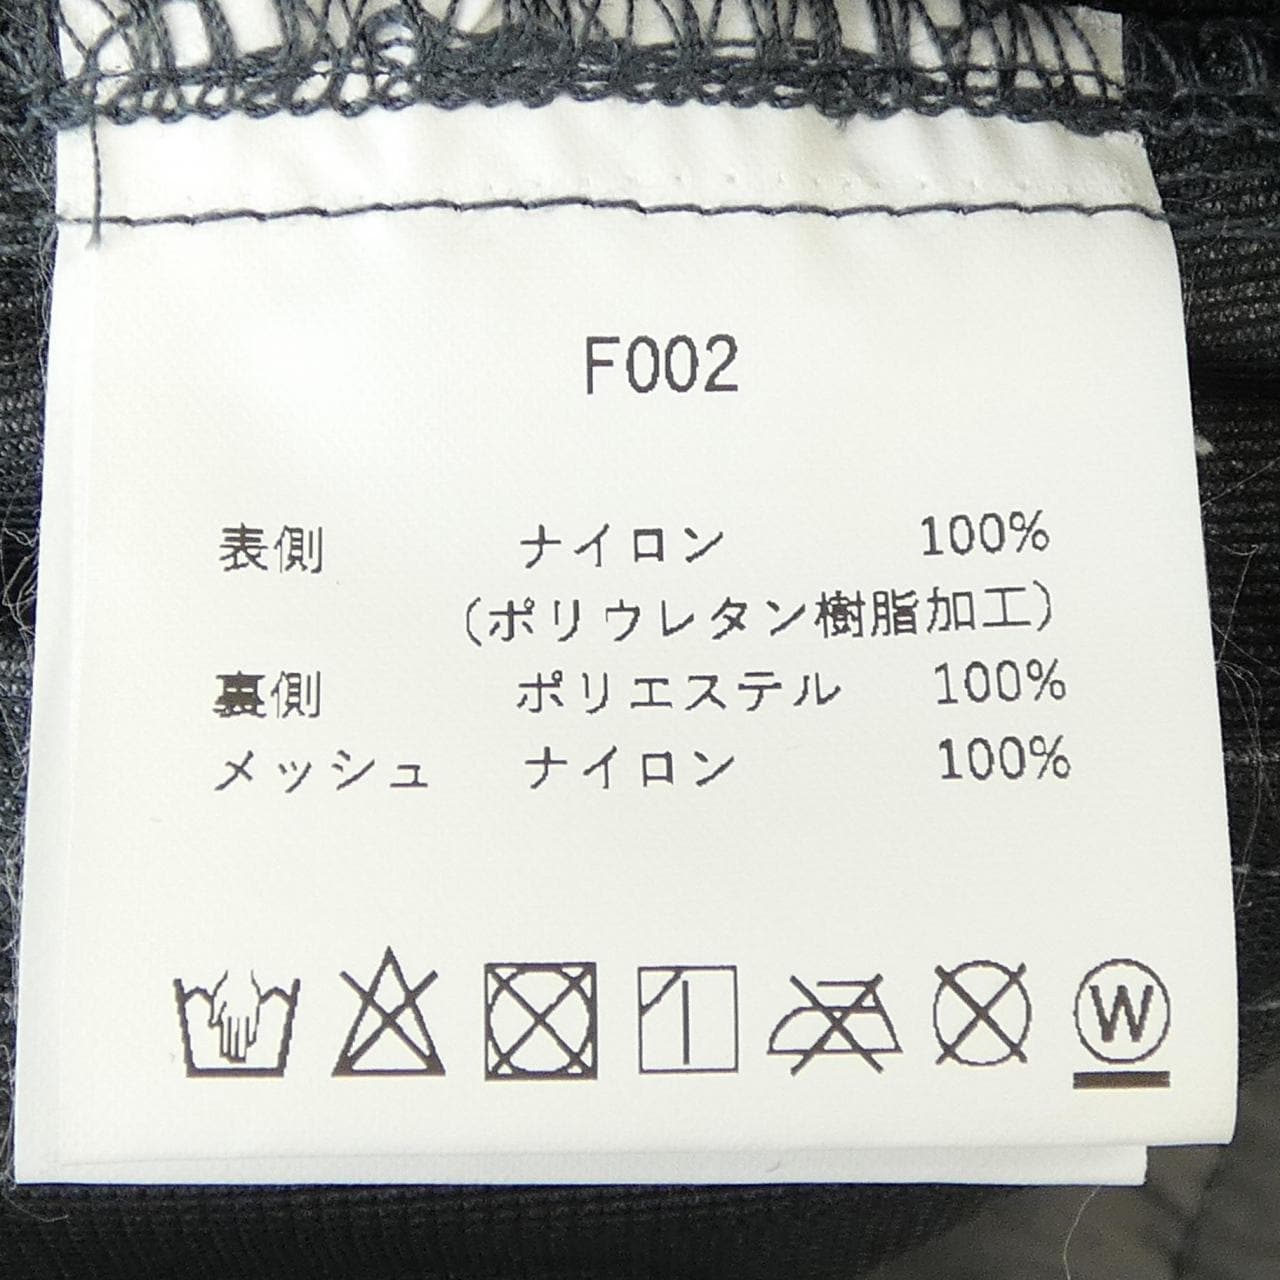 F002
表側 ナイロン 100%
(ポリウレタン樹脂加工)
裏側 ポリエステル 100%
メッシュ ナイロン 100%
W